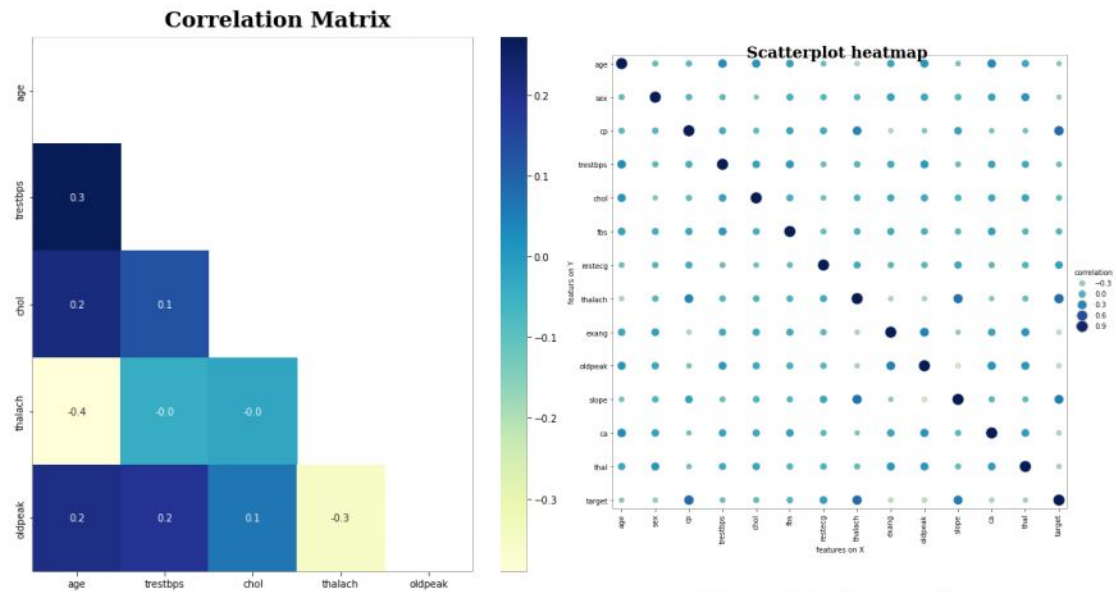 Correlation Matrix
age
trestbps
chol
thalach
oldpeak
0.3
0.2 0.1
-0.4 -0.0 -0.0
0.2 0.2 0.1 -0.3
age trestbps chol thalach oldpeak
0.2
0.1
0.0
-0.1
-0.2
-0.3
Scatterplot heatmap
featurs on Y
age
sex
cp
trestbps
chol
fbs
restecg
thalach
exang
oldpeak
slope
ca
thal
target
age sex cp trestbps chol fbs restecg thalach exang oldpeak slope ca thal target
features on X
correlation
−0.3
0.0
0.3
0.6
0.9